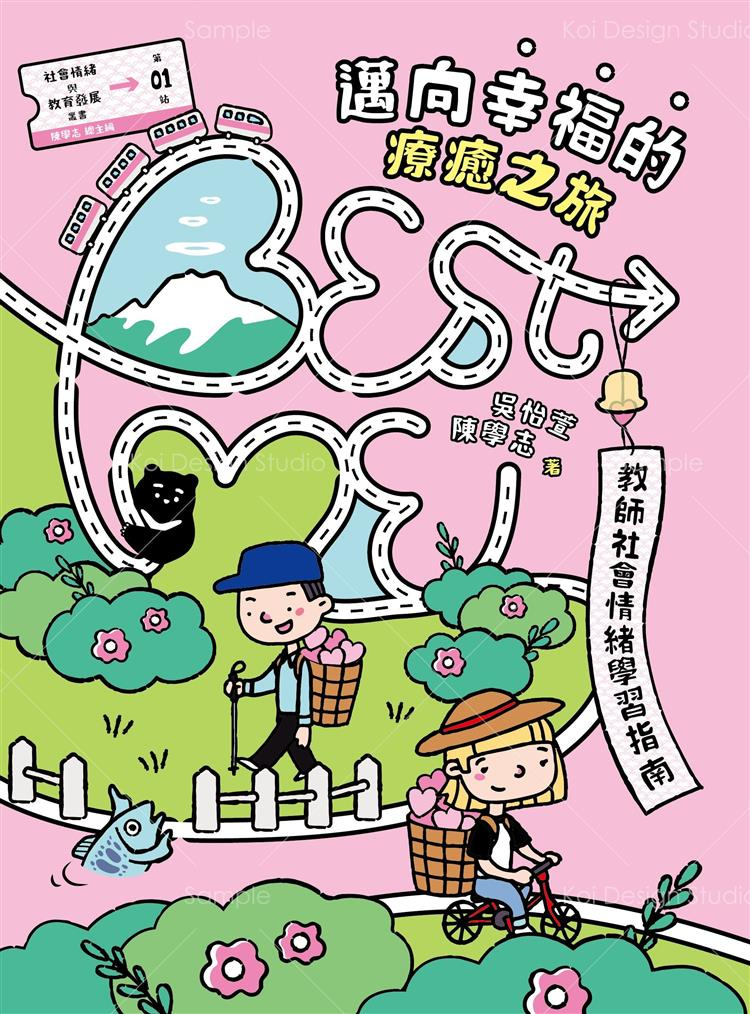 Sample
Koi Design Studio
社會情緒
與
教育發展
叢書
陳學志 總主編
第
01
站
邁向幸福的
療癒之旅
BEST
ME
吳怡萱
陳學志 著
教師社會情緒學習指南
Koi Design Studio
Sample
Sample
Koi Design Studio